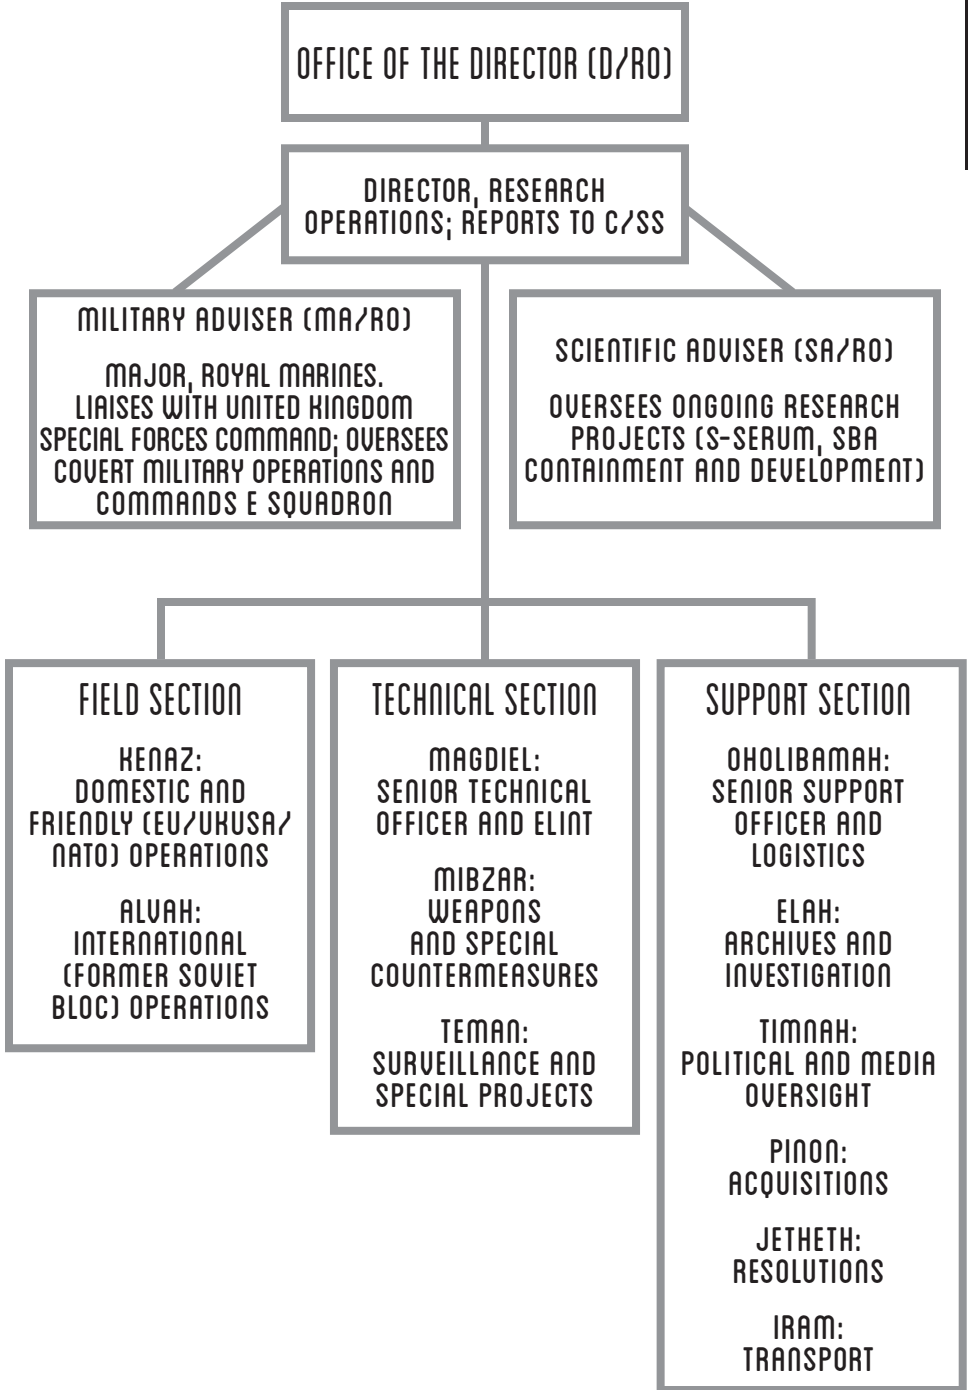 OFFICE OF THE DIRECTOR (D/RO)
DIRECTOR, RESEARCH
OPERATIONS; REPORTS TO C/SS
MILITARY ADVISER (MA/RO)
MAJOR, ROYAL MARINES.
LIAISES WITH UNITED KINGDOM
SPECIAL FORCES COMMAND; OVERSEES
COVERT MILITARY OPERATIONS AND
COMMANDS E SQUADRON
SCIENTIFIC ADVISER (SA/RO)
OVERSEES ONGOING RESEARCH
PROJECTS (S-SERUM, SBA
CONTAINMENT AND DEVELOPMENT)
FIELD SECTION
KENAZ:
DOMESTIC AND
FRIENDLY (EU/UKUSA/
NATO) OPERATIONS
ALVAH:
INTERNATIONAL
(FORMER SOVIET
BLOC) OPERATIONS
TECHNICAL SECTION
MAGDIEL:
SENIOR TECHNICAL
OFFICER AND ELINT
MIBZAR:
WEAPONS
AND SPECIAL
COUNTERMEASURES
TEMAN:
SURVEILLANCE AND
SPECIAL PROJECTS
SUPPORT SECTION
OHOLIBAMAH:
SENIOR SUPPORT
OFFICER AND
LOGISTICS
ELAH:
ARCHIVES AND
INVESTIGATION
TIMNAH:
POLITICAL AND MEDIA
OVERSIGHT
PINON:
ACQUISITIONS
JETHETH:
RESOLUTIONS
IRAM:
TRANSPORT